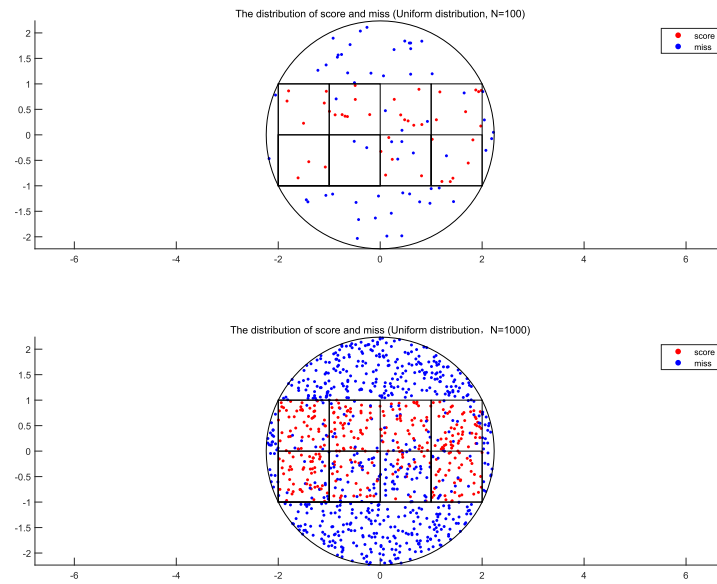 The distribution of score and miss (Uniform distribution, N=100)
score
miss
2
1.5
1
0.5
0
-0.5
-1
-1.5
-2
-6 -4 -2 0 2 4 6
The distribution of score and miss (Uniform distribution，N=1000)
score
miss
2
1.5
1
0.5
0
-0.5
-1
-1.5
-2
-6 -4 -2 0 2 4 6